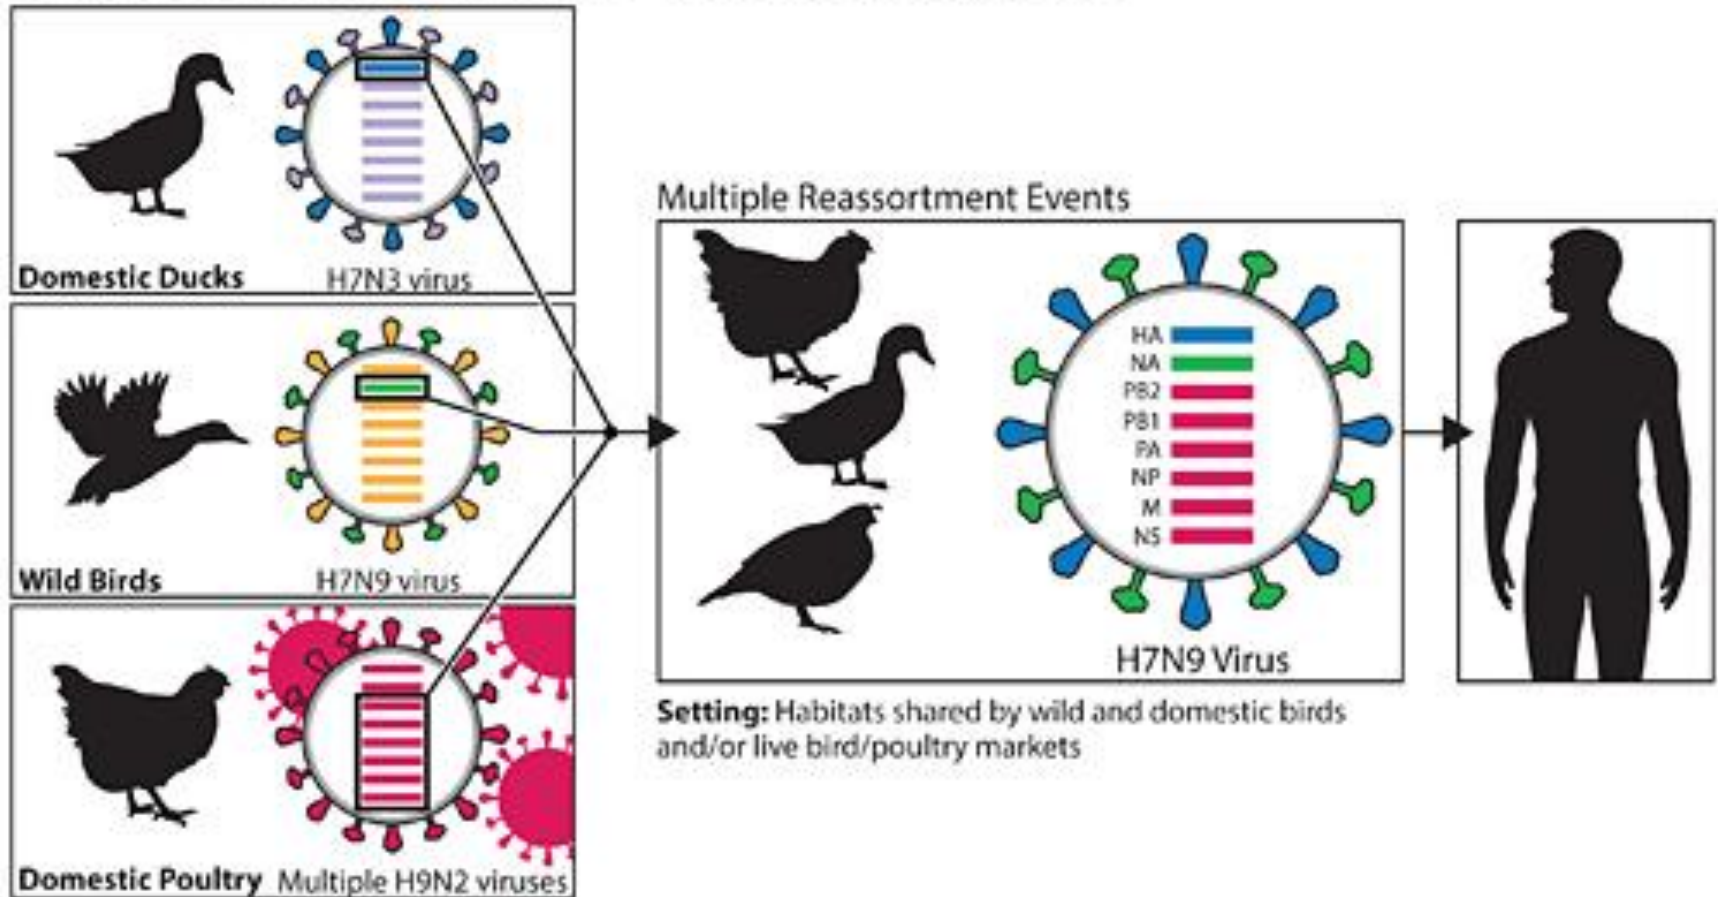 Domestic Ducks
H7N3 virus
Wild Birds
H7N9 virus
Domestic Poultry
Multiple H9N2 viruses
Multiple Reassortment Events
HA
NA
PB2
PB1
PA
NP
M
NS
H7N9 Virus
Setting: Habitats shared by wild and domestic birds
and/or live bird/poultry markets